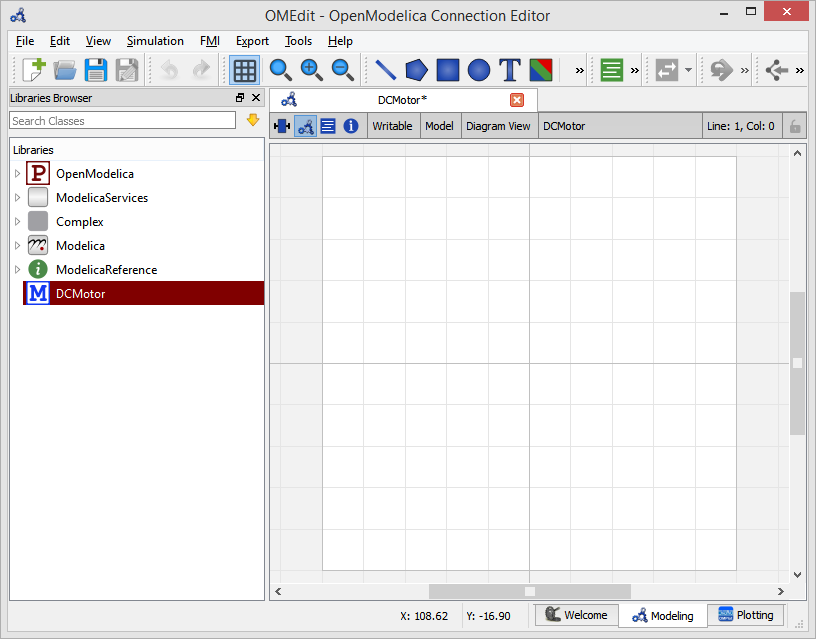 OMEdit - OpenModelica Connection Editor
File Edit View Simulation FMI Export Tools Help
T » » » »
Libraries Browser
DCMotor*
Search Classes
i Writable Model Diagram View DCMotor Line: 1, Col: 0
Libraries
P OpenModelica
ModelicaServices
Complex
Modelica
i ModelicaReference
M DCMotor
X: 108.62 Y: -16.90 Welcome Modeling Plotting